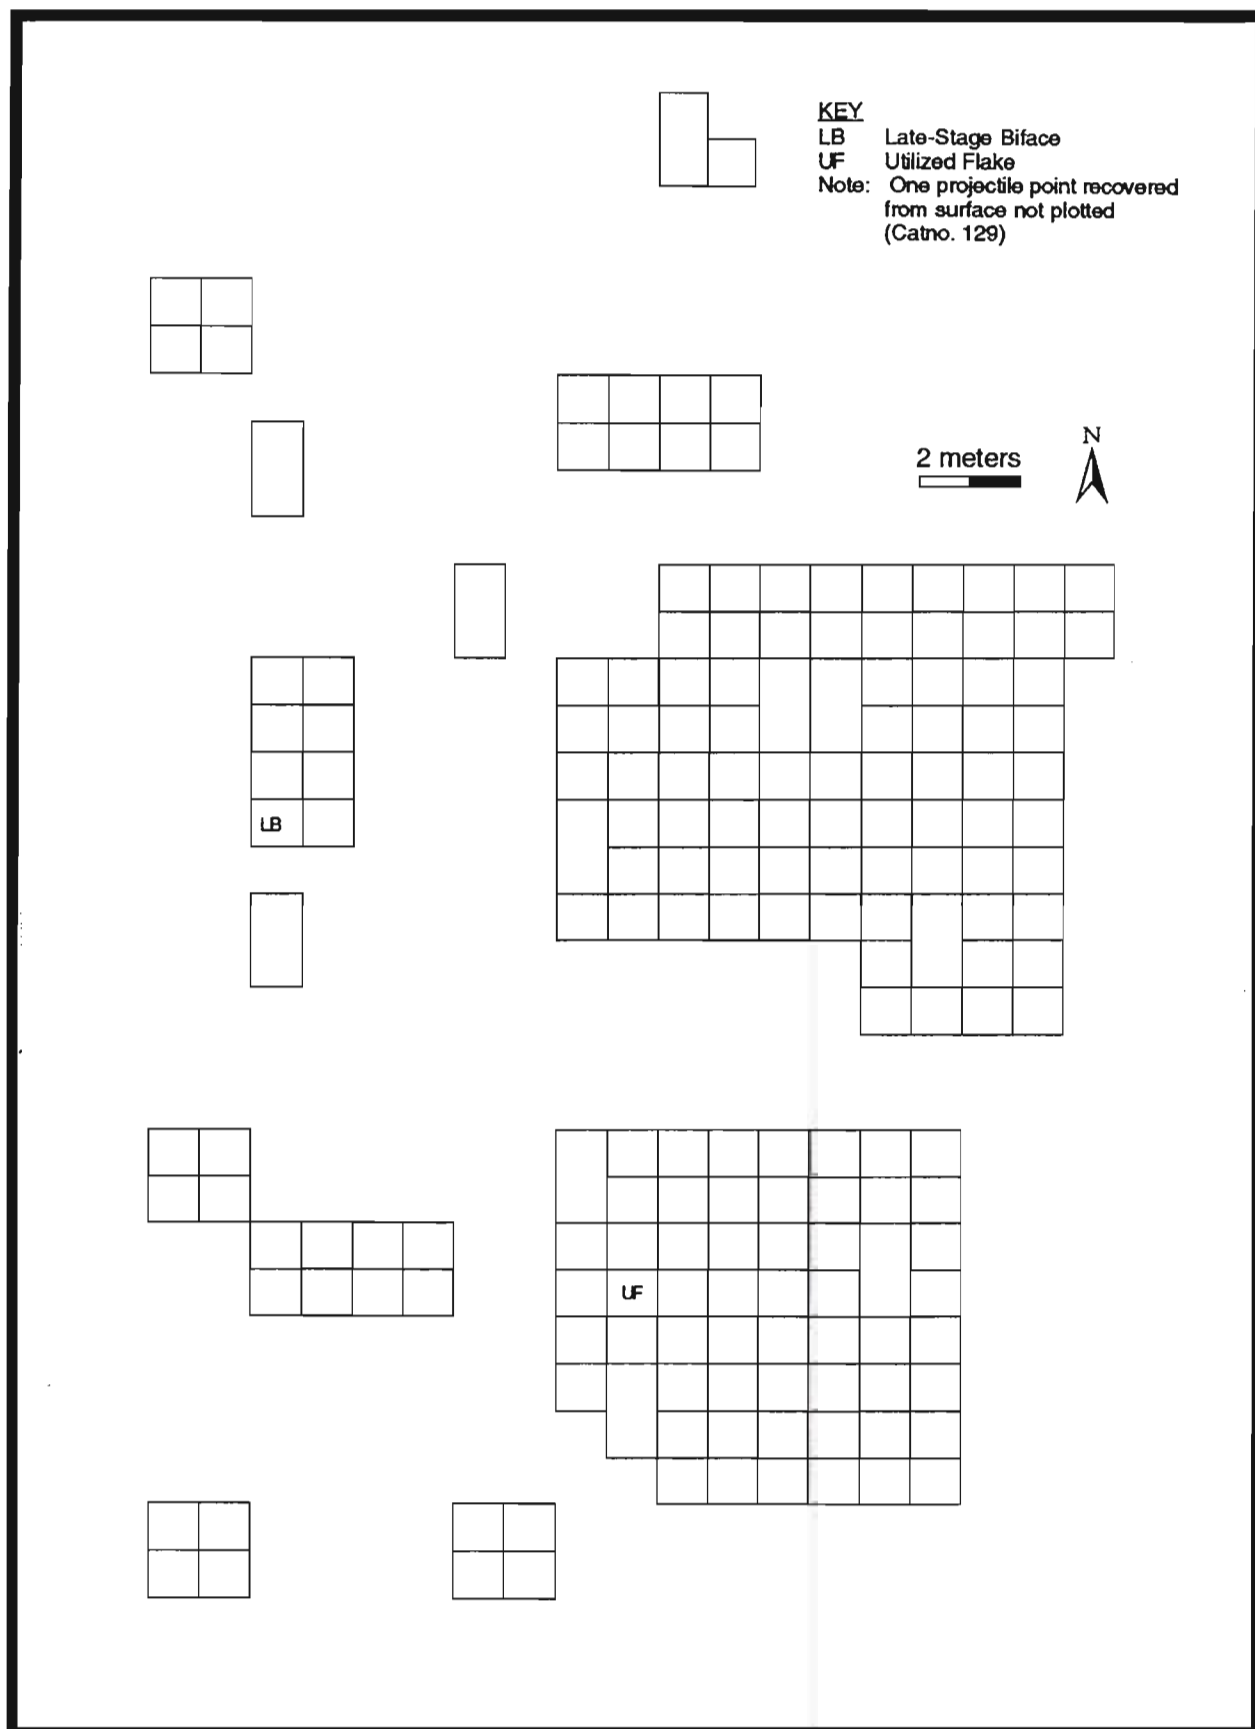 KEY
LB Late-Stage Biface
UF Utilized Flake
Note: One projectile point recovered
from surface not plotted
(Catno. 129)
N
2 meters
LB
UF